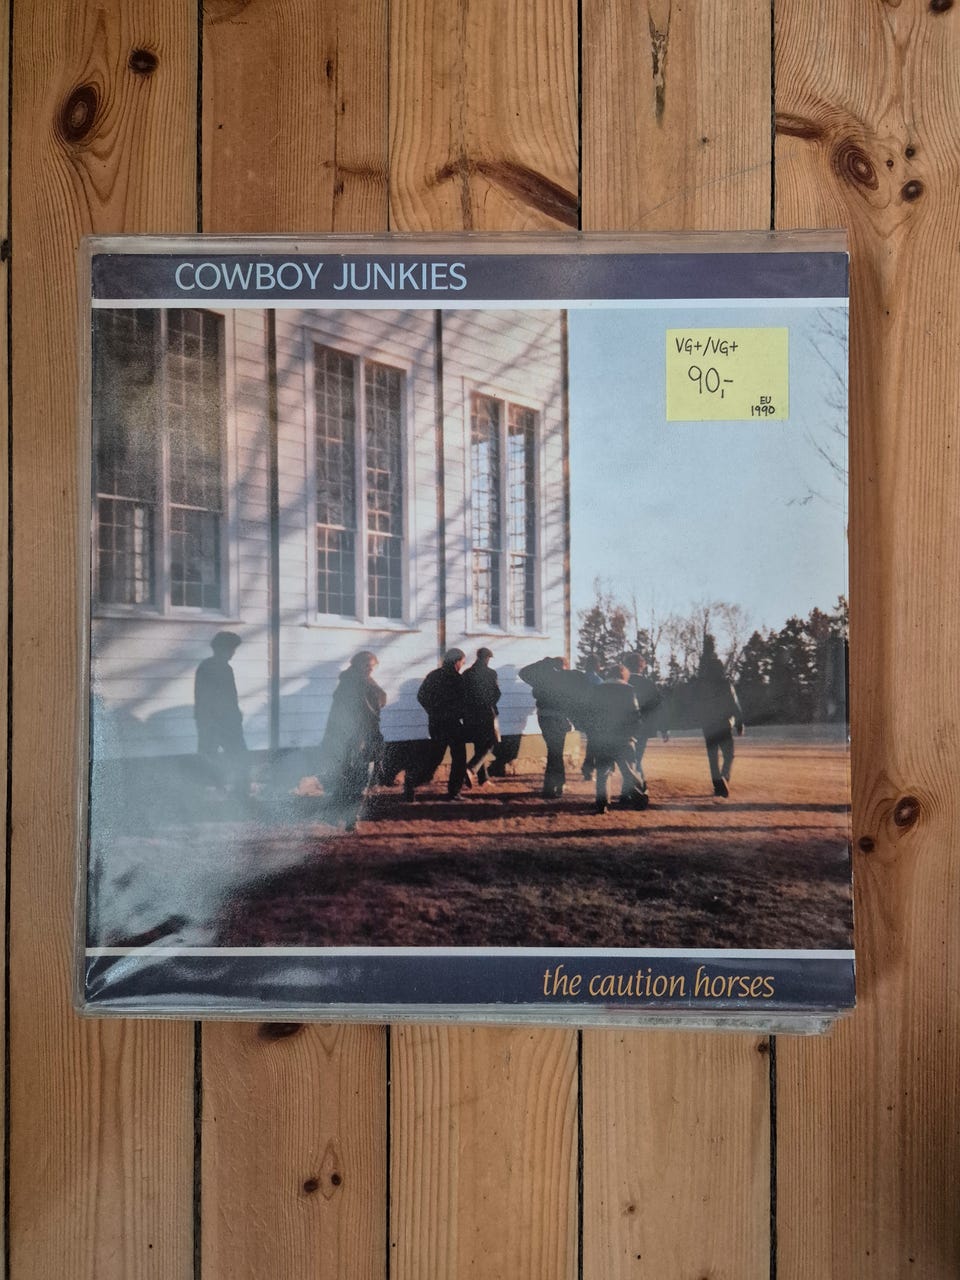 COWBOY JUNKIES
VG+/VG+
90,-
EU
1990
the caution horses